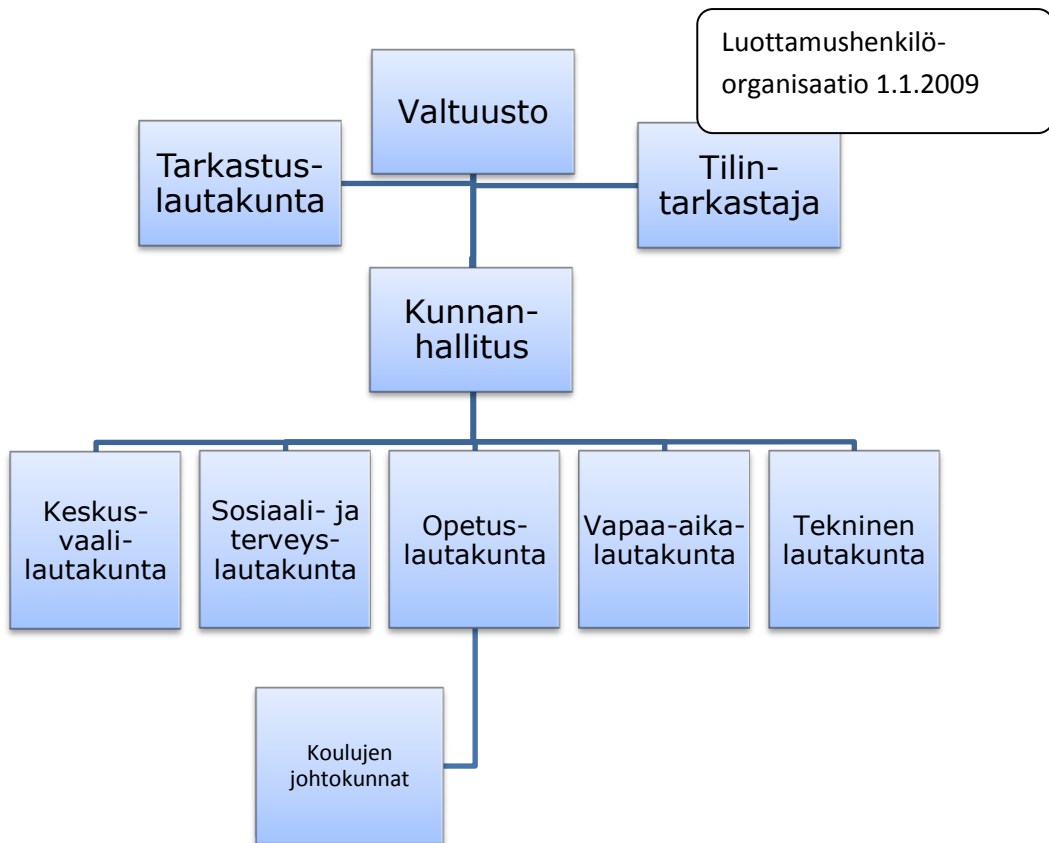 Luottamushenkilö-
organisaatio 1.1.2009
Valtuusto
Tarkastus-
lautakunta
Tilin-
tarkastaja
Kunnan-
hallitus
Keskus-
vaali-
lautakunta
Sosiaali- ja
terveys-
lautakunta
Opetus-
lautakunta
Vapaa-aika-
lautakunta
Tekninen
lautakunta
Koulujen
johtokunnat